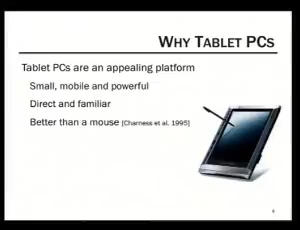 WHY TABLET PCS
Tablet PCs are an appealing platform
Small, mobile and powerful
Direct and familiar
Better than a mouse [Charness et al. 1995]